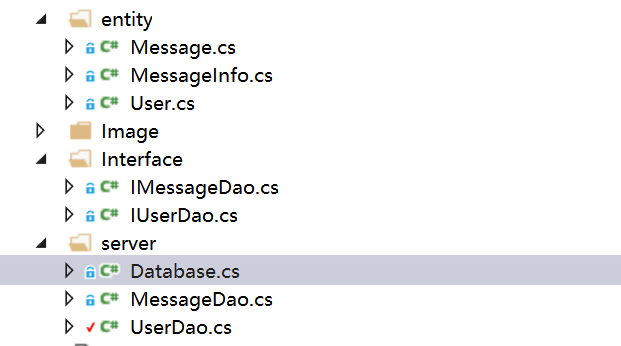 entity
C# Message.cs
C# MessageInfo.cs
C# User.cs
Image
Interface
C# IMessageDao.cs
C# IUserDao.cs
server
C# Database.cs
C# MessageDao.cs
C# UserDao.cs